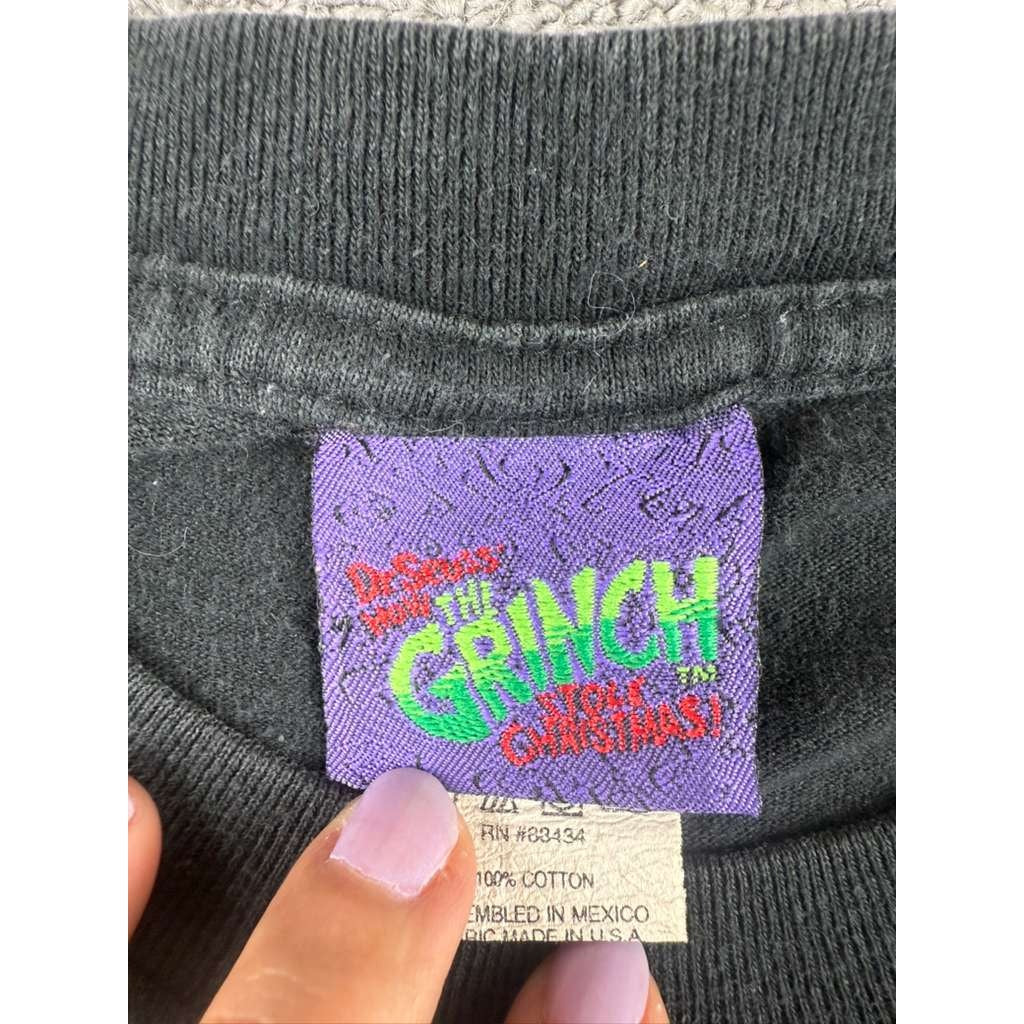 Dr. Seuss'
HOW THE
GRINCH
TM
STOLE
CHRISTMAS!
RN #83434
100% COTTON
EMBLED IN MEXICO
RIC MADE IN U.S.A